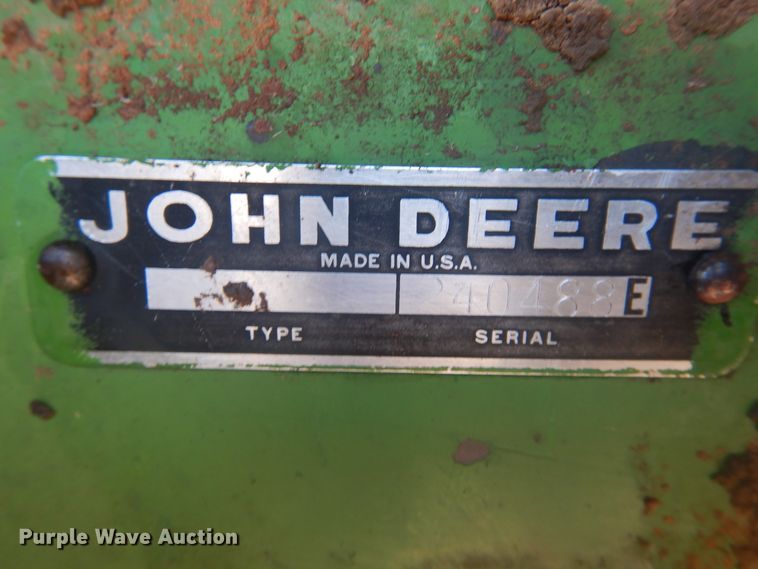 JOHN DEERE
MADE IN U.S.A.
240488E
TYPE SERIAL
Purple Wave Auction